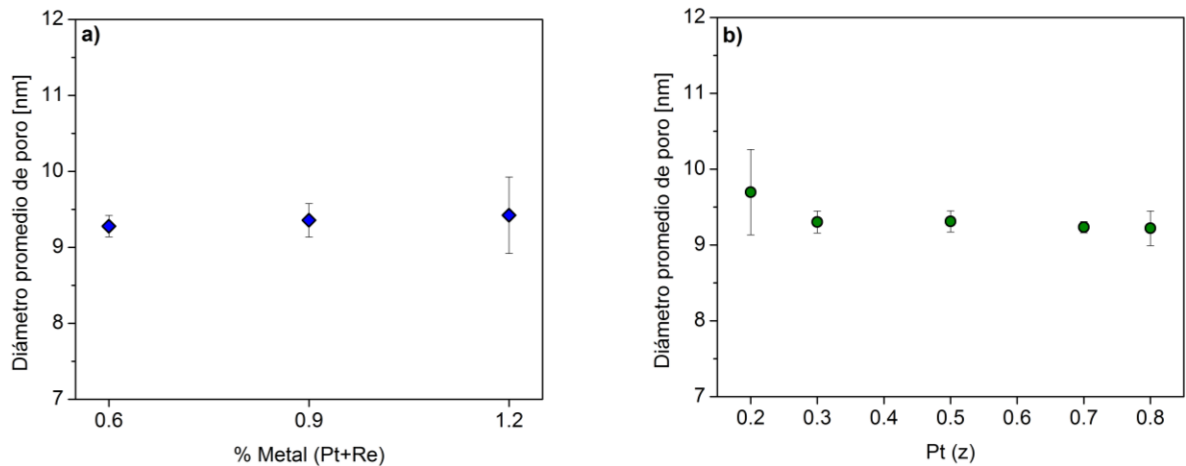 a)
Diámetro promedio de poro [nm]
12
11
10
9
8
7
0.6 0.9 1.2
% Metal (Pt+Re)
b)
Diámetro promedio de poro [nm]
12
11
10
9
8
7
0.2 0.3 0.4 0.5 0.6 0.7 0.8
Pt (z)